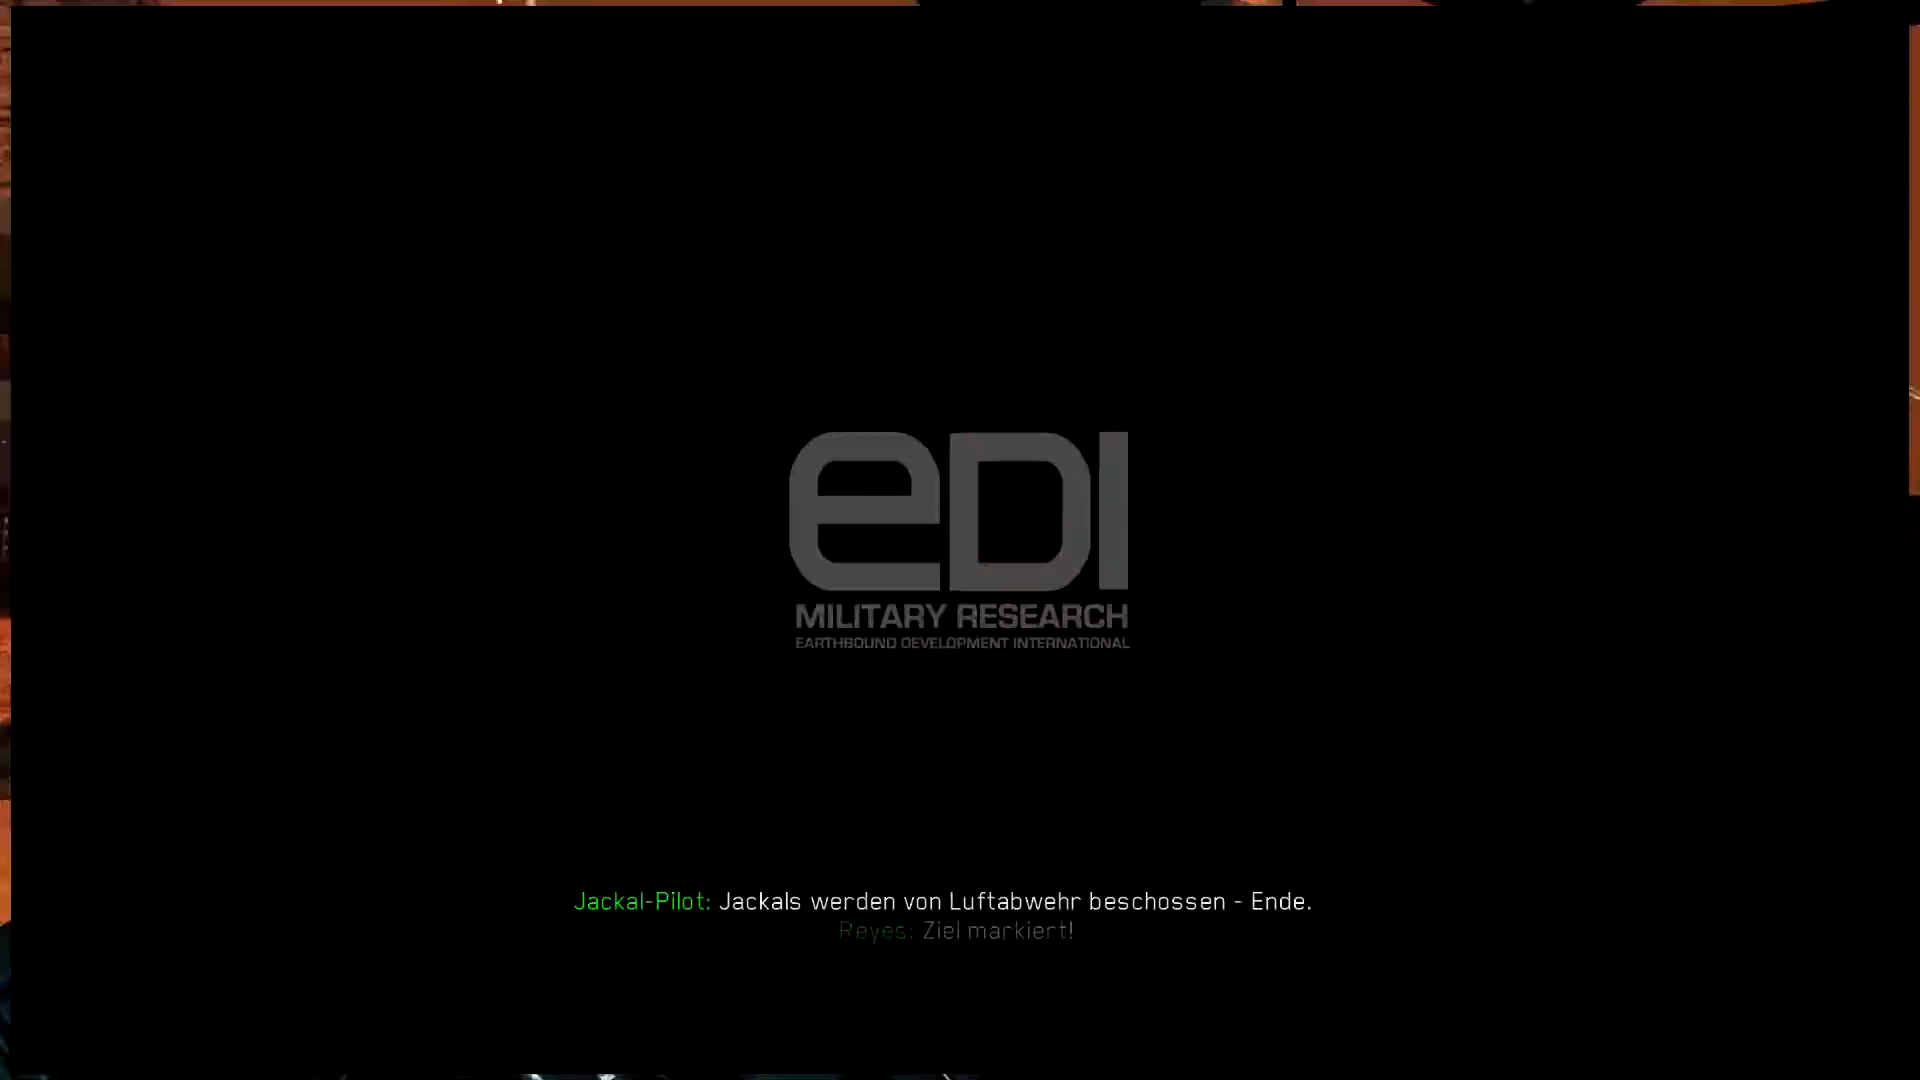 eDI
MILITARY RESEARCH
EARTHBOUND DEVELOPMENT INTERNATIONAL
Jackal-Pilot: Jackals werden von Luftabwehr beschossen - Ende.
Reyes: Ziel markiert!